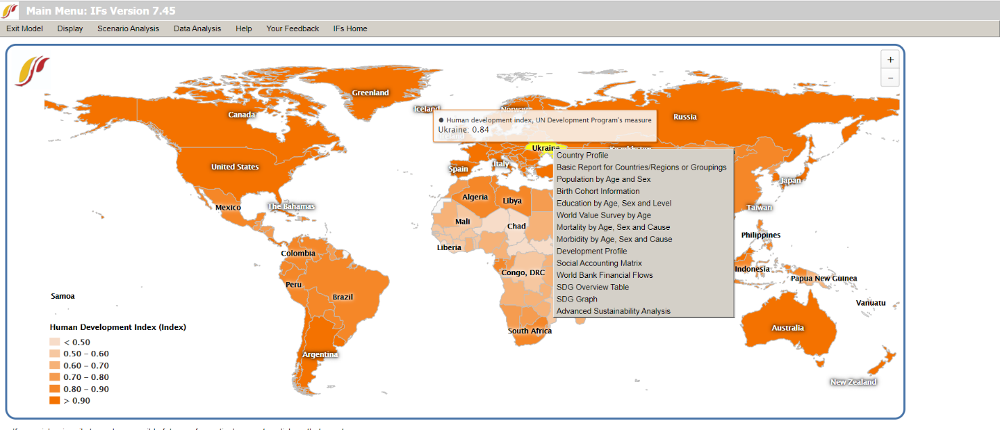 Main Menu: IFs Version 7.45
Exit Model Display Scenario Analysis Data Analysis Help Your Feedback IFs Home
+
−
Greenland
Iceland
Norway
Canada
Russia
● Human development index, UN Development Program's measure
Ukraine: 0.84
Ireland
Ukraine
Kazakhstan
United States
Spain
Italy
Japan
Algeria
Libya
Mexico
The Bahamas
Taiwan
Mali
Chad
Philippines
Liberia
Colombia
Congo, DRC
Indonesia
Papua New Guinea
Peru
Brazil
Samoa
Vanuatu
South Africa
Australia
Argentina
New Zealand
Country Profile
Basic Report for Countries/Regions or Groupings
Population by Age and Sex
Birth Cohort Information
Education by Age, Sex and Level
World Value Survey by Age
Mortality by Age, Sex and Cause
Morbidity by Age, Sex and Cause
Development Profile
Social Accounting Matrix
World Bank Financial Flows
SDG Overview Table
SDG Graph
Advanced Sustainability Analysis
Human Development Index (Index)
< 0.50
0.50 – 0.60
0.60 – 0.70
0.70 – 0.80
0.80 – 0.90
> 0.90